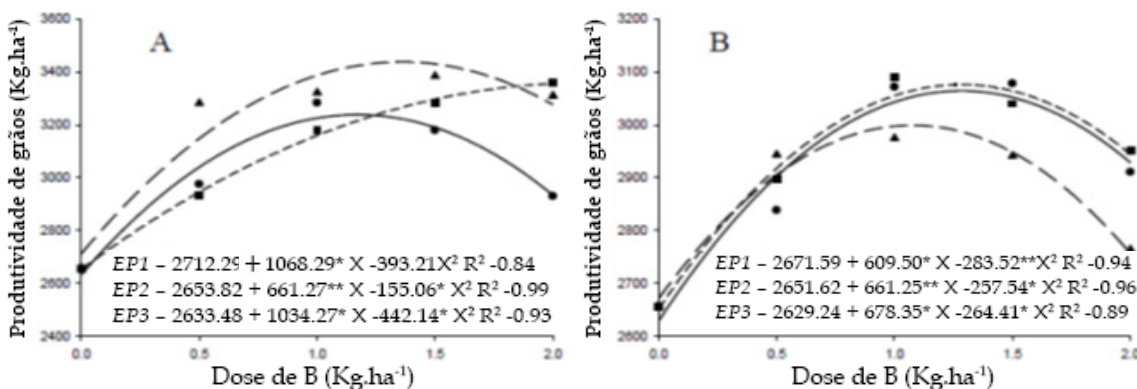 Produtividade de grãos (Kg.ha⁻¹)
A
3600
3400
3200
3000
2800
2600
2400
EP1 – 2712.29 + 1068.29* X -393.21X² R² -0.84
EP2 – 2653.82 + 661.27** X -155.06* X² R² -0.99
EP3 – 2633.48 + 1034.27* X -442.14* X² R² -0.93
0.0 0.5 1.0 1.5 2.0
Dose de B (Kg.ha⁻¹)
Produtividade de grãos (Kg.ha⁻¹)
B
3200
3100
3000
2900
2800
2700
2600
EP1 – 2671.59 + 609.50* X -283.52**X² R² -0.94
EP2 – 2651.62 + 661.25** X -257.54* X² R² -0.96
EP3 – 2629.24 + 678.35* X -264.41* X² R² -0.89
0.0 0.5 1.0 1.5 2.0
Dose de B (Kg.ha⁻¹)